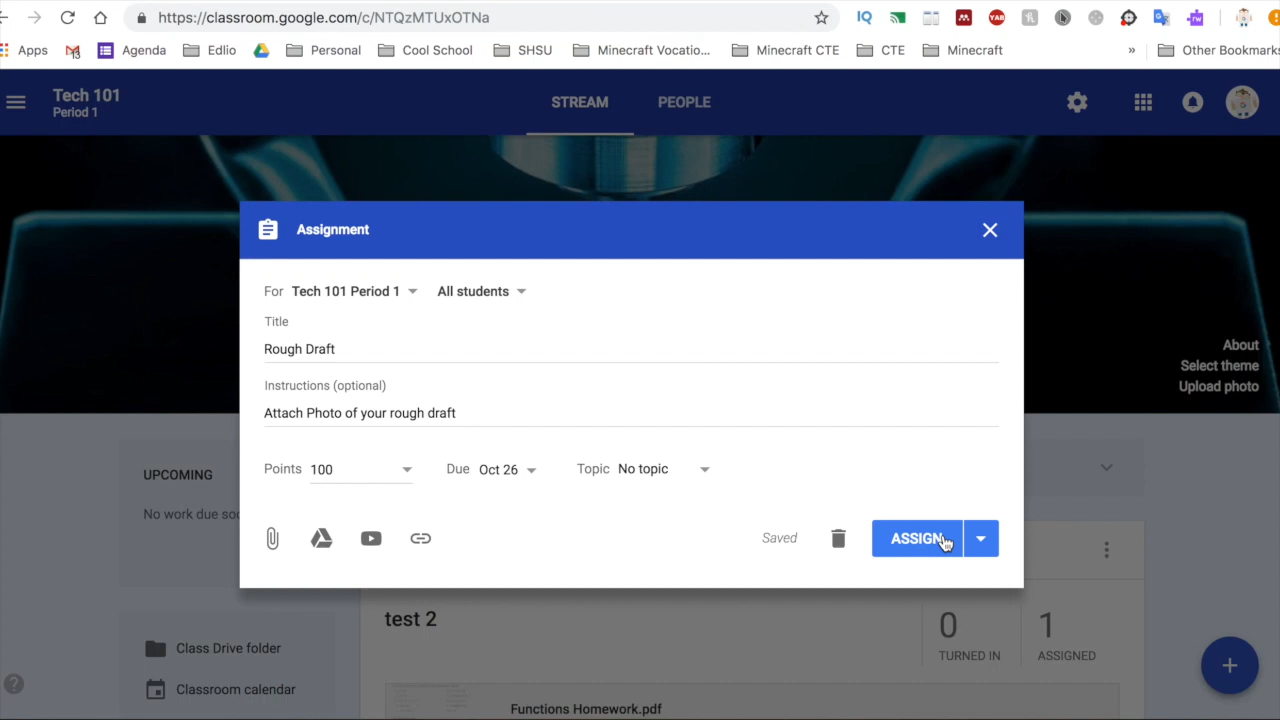 https://classroom.google.com/c/NTQzMTUxOTNa
IQ
YAB
Apps
Agenda
Edlio
Personal
Cool School
SHSU
Minecraft Vocatio...
Minecraft CTE
CTE
Minecraft
»
Other Bookmarks
Tech 101
Period 1
STREAM
PEOPLE
Assignment
For Tech 101 Period 1 All students
Title
Rough Draft
Instructions (optional)
Attach Photo of your rough draft
Points 100 Due Oct 26 Topic No topic
Saved
ASSIGN
About
Select theme
Upload photo
UPCOMING
No work due soo
test 2
0
TURNED IN
1
ASSIGNED
Class Drive folder
Classroom calendar
Functions Homework.pdf